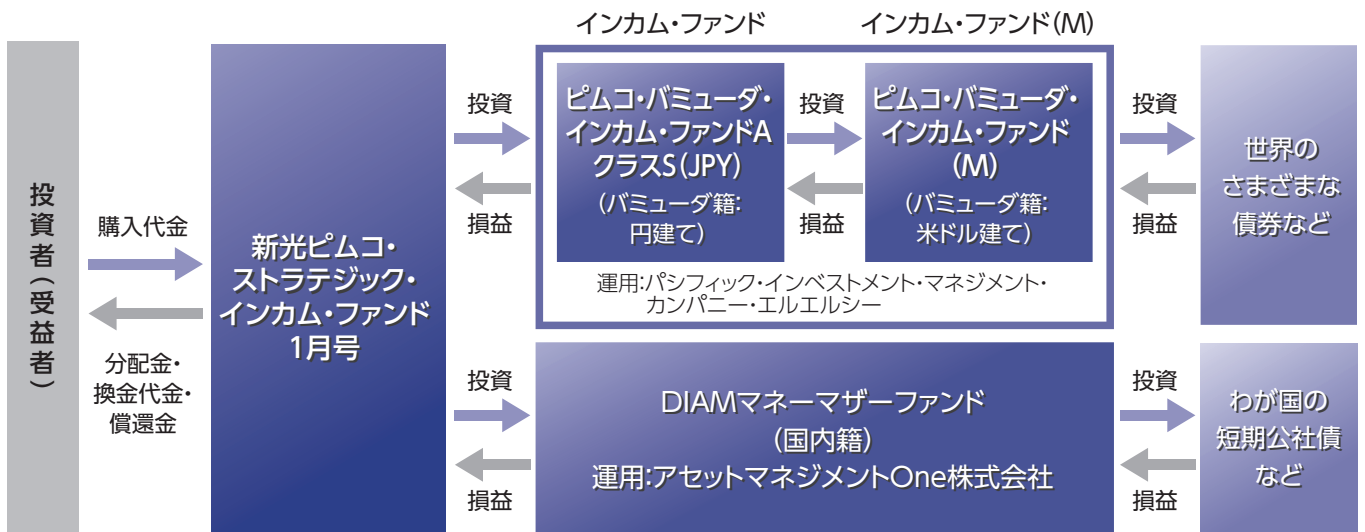 投資者（受益者）
購入代金
分配金・
換金代金・
償還金
新光ピムコ・
ストラテジック・
インカム・ファンド
1月号
投資
損益
インカム・ファンド
ピムコ・バミューダ・
インカム・ファンドA
クラスS（JPY）
（バミューダ籍：
円建て）
投資
損益
インカム・ファンド（M）
ピムコ・バミューダ・
インカム・ファンド
（M）
（バミューダ籍：
米ドル建て）
運用：パシフィック・インベストメント・マネジメント・
カンパニー・エルエルシー
投資
損益
世界の
さまざまな
債券など
投資
損益
DIAMマネーマザーファンド
（国内籍）
運用：アセットマネジメントOne株式会社
投資
損益
わが国の
短期公社債
など